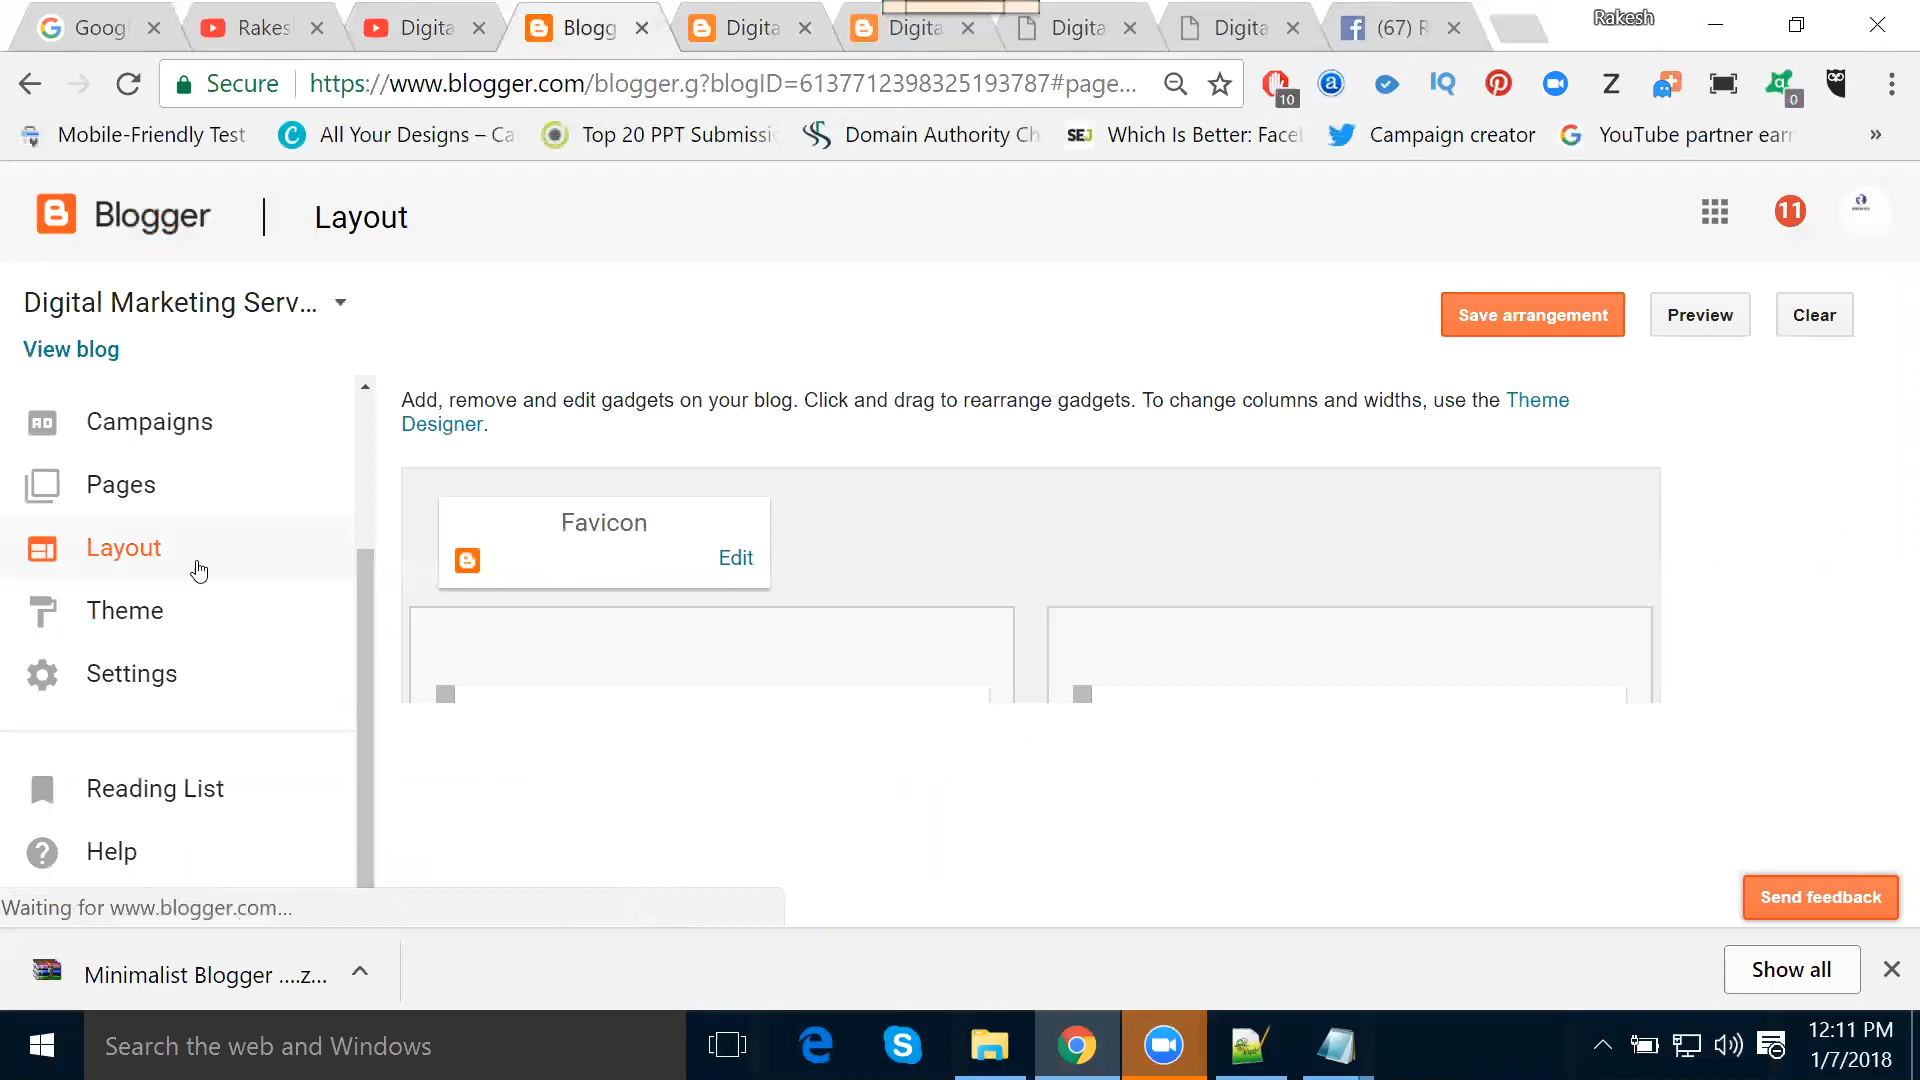 Goog
Rakes
Digita
Blogg
Digita
Digita
Digita
Digita
(67) R
Rakesh
Secure
https://www.blogger.com/blogger.g?blogID=6137712398325193787#page...
10
IQ
Z
0
Mobile-Friendly Test
All Your Designs – Ca
Top 20 PPT Submissic
Domain Authority Ch
SEJ
Which Is Better: Facel
Campaign creator
YouTube partner earr
»
Blogger
Layout
11
Digital Marketing Serv...
View blog
Save arrangement
Preview
Clear
Campaigns
Pages
Layout
Theme
Settings
Reading List
Help
Add, remove and edit gadgets on your blog. Click and drag to rearrange gadgets. To change columns and widths, use the Theme
Designer.
Favicon
Edit
Send feedback
Waiting for www.blogger.com...
Minimalist Blogger ....z...
Show all
Search the web and Windows
12:11 PM
1/7/2018